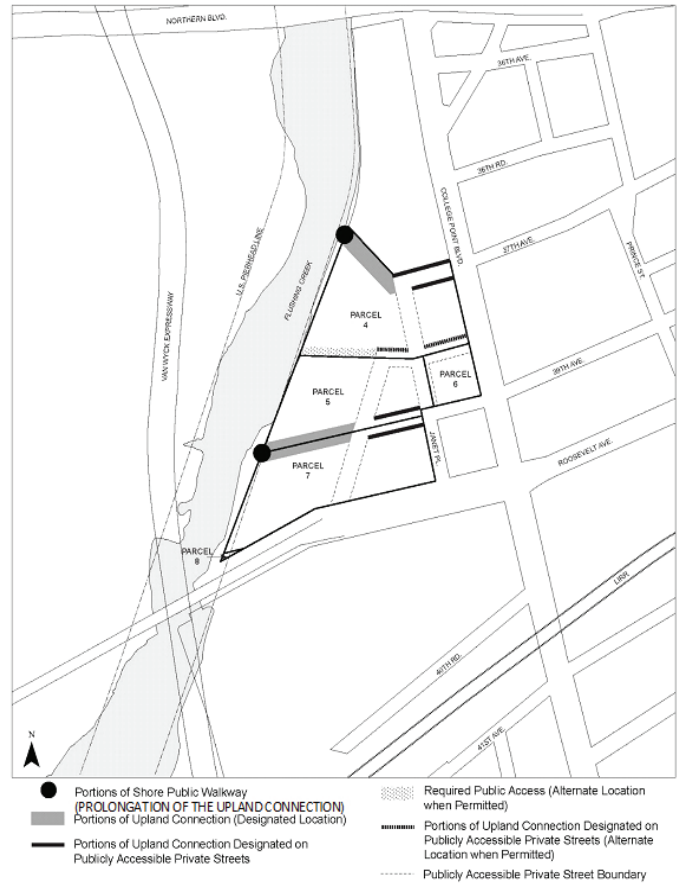 NORTHERN BLVD.
36TH AVE.
36TH RD.
COLLEGE POINT BLVD.
37TH AVE.
PRINCE ST.
U.S. PIERHEAD LINE
FLUSHING CREEK
VAN WYCK EXPRESSWAY
PARCEL
4
PARCEL
5
PARCEL
6
39TH AVE.
JANET PL.
ROOSEVELT AVE.
PARCEL
7
PARCEL
8
LIRR
40TH RD.
41ST AVE.
N
Portions of Shore Public Walkway
(PROLONGATION OF THE UPLAND CONNECTION)
Portions of Upland Connection (Designated Location)
Portions of Upland Connection Designated on
Publicly Accessible Private Streets
Required Public Access (Alternate Location
when Permitted)
Portions of Upland Connection Designated on
Publicly Accessible Private Streets (Alternate
Location when Permitted)
Publicly Accessible Private Street Boundary